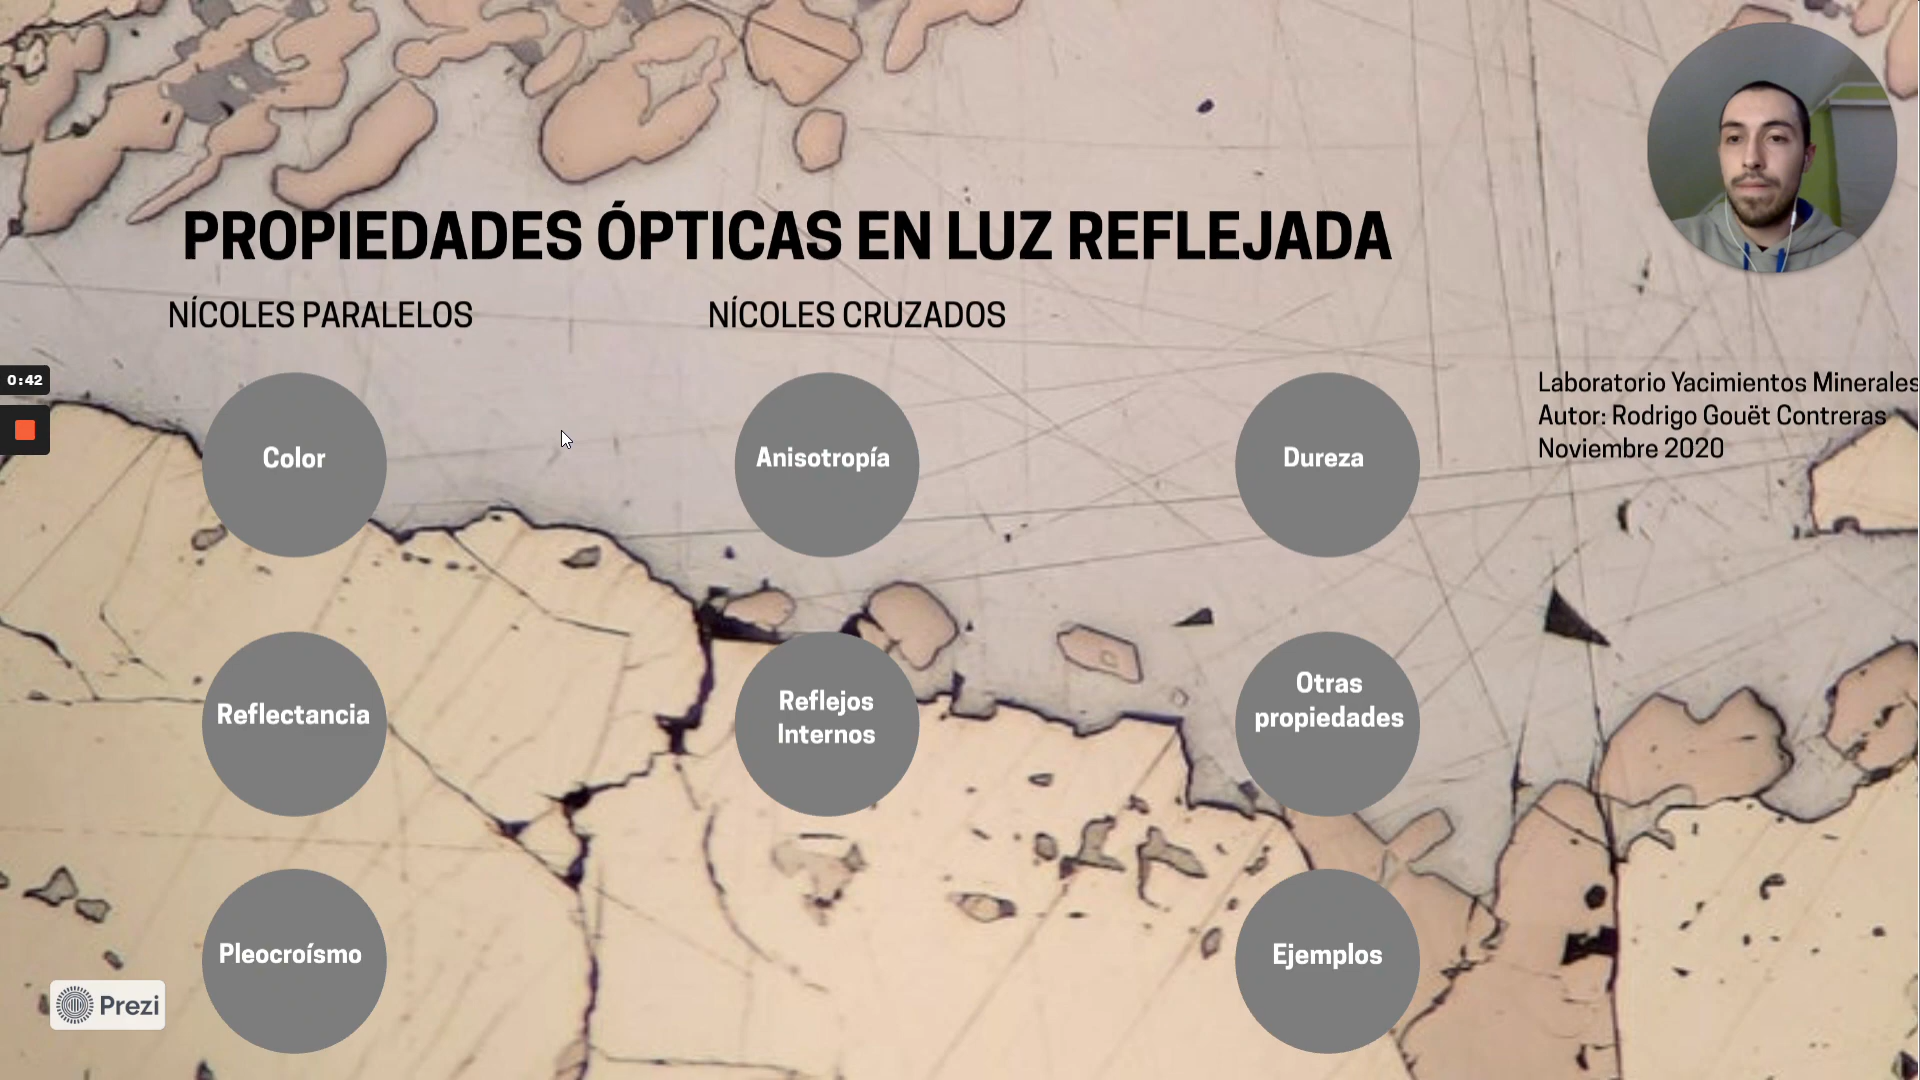 PROPIEDADES ÓPTICAS EN LUZ REFLEJADA
NÍCOLES PARALELOS
NÍCOLES CRUZADOS
0:42
Laboratorio Yacimientos Minerales
Autor: Rodrigo Gouët Contreras
Noviembre 2020
Color
Anisotropía
Dureza
Reflectancia
Reflejos
Internos
Otras
propiedades
Pleocroísmo
Ejemplos
Prezi